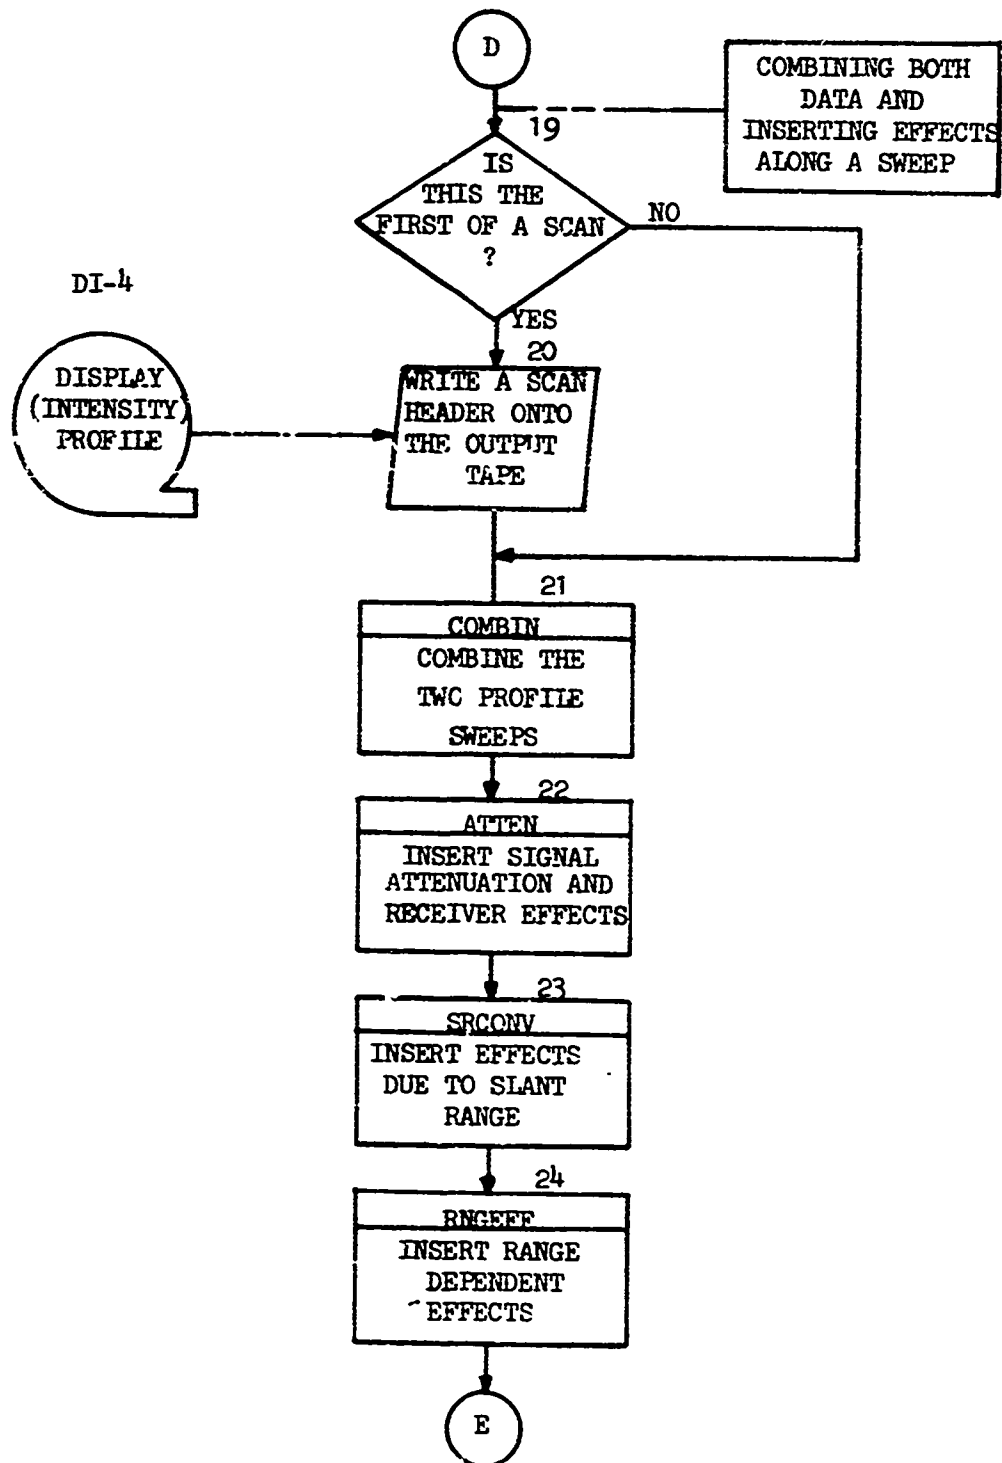 D
COMBINING BOTH
DATA AND
INSERTING EFFECTS
ALONG A SWEEP
19
IS
THIS THE
FIRST OF A SCAN
?
NO
YES
DI-4
DISPLAY
(INTENSITY)
PROFILE
20
WRITE A SCAN
HEADER ONTO
THE OUTPUT
TAPE
21
COMBIN
COMBINE THE
TWC PROFILE
SWEEPS
22
ATTEN
INSERT SIGNAL
ATTENUATION AND
RECEIVER EFFECTS
23
SRCONV
INSERT EFFECTS
DUE TO SLANT
RANGE
24
RNGEFF
INSERT RANGE
DEPENDENT
EFFECTS
E